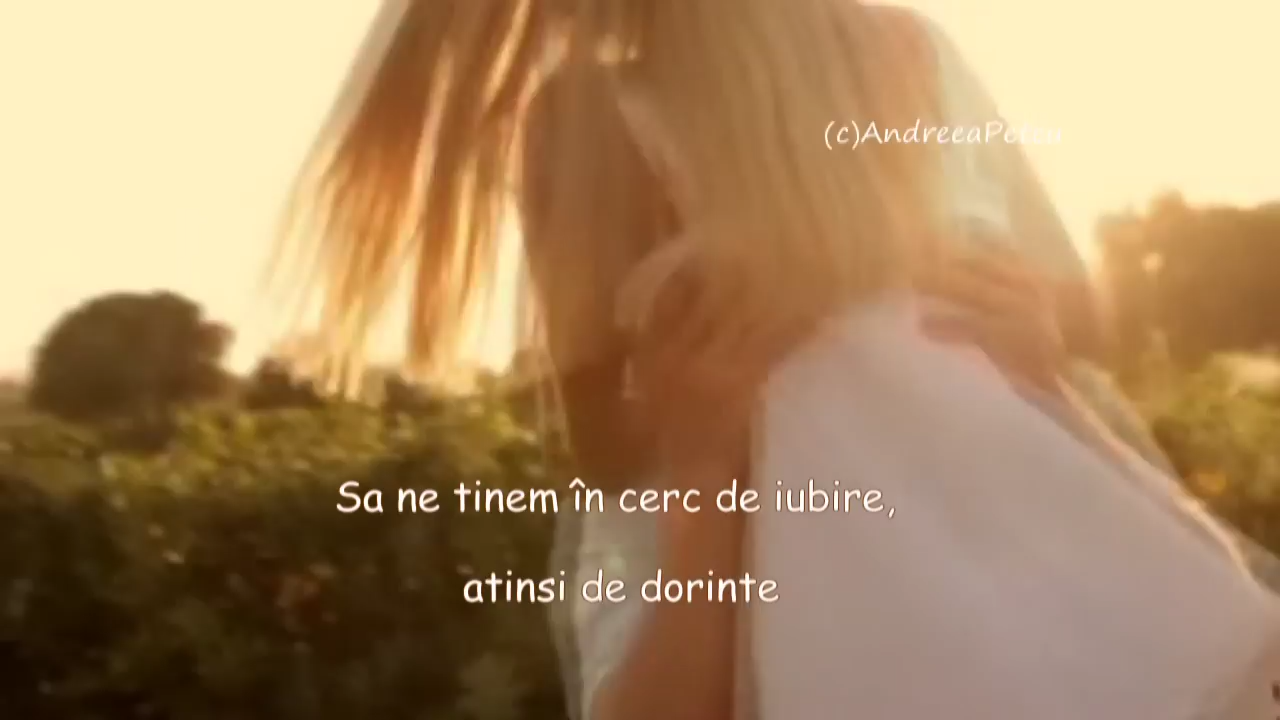 (c)AndreeaPetcu
Sa ne tinem în cerc de iubire,
atinsi de dorinte